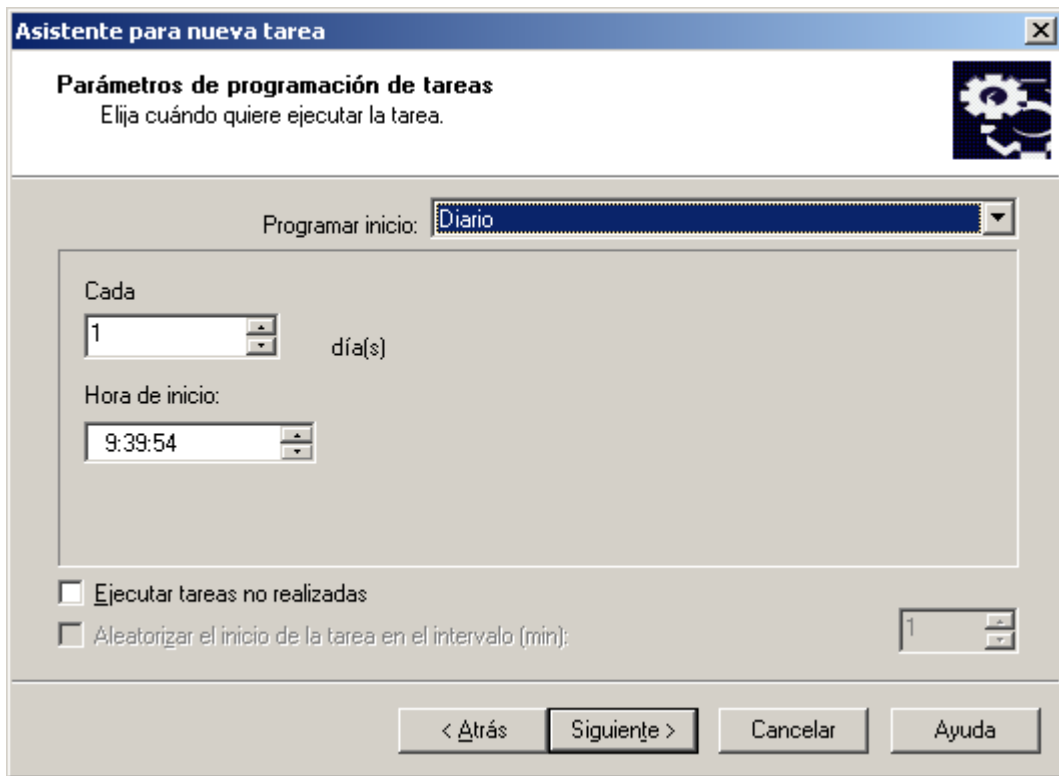 Asistente para nueva tarea
Parámetros de programación de tareas
Elija cuándo quiere ejecutar la tarea.
Programar inicio: Diario
Cada
1 día(s)
Hora de inicio:
9:39:54
Ejecutar tareas no realizadas
Aleatorizar el inicio de la tarea en el intervalo (min): 1
< Atrás Siguiente > Cancelar Ayuda